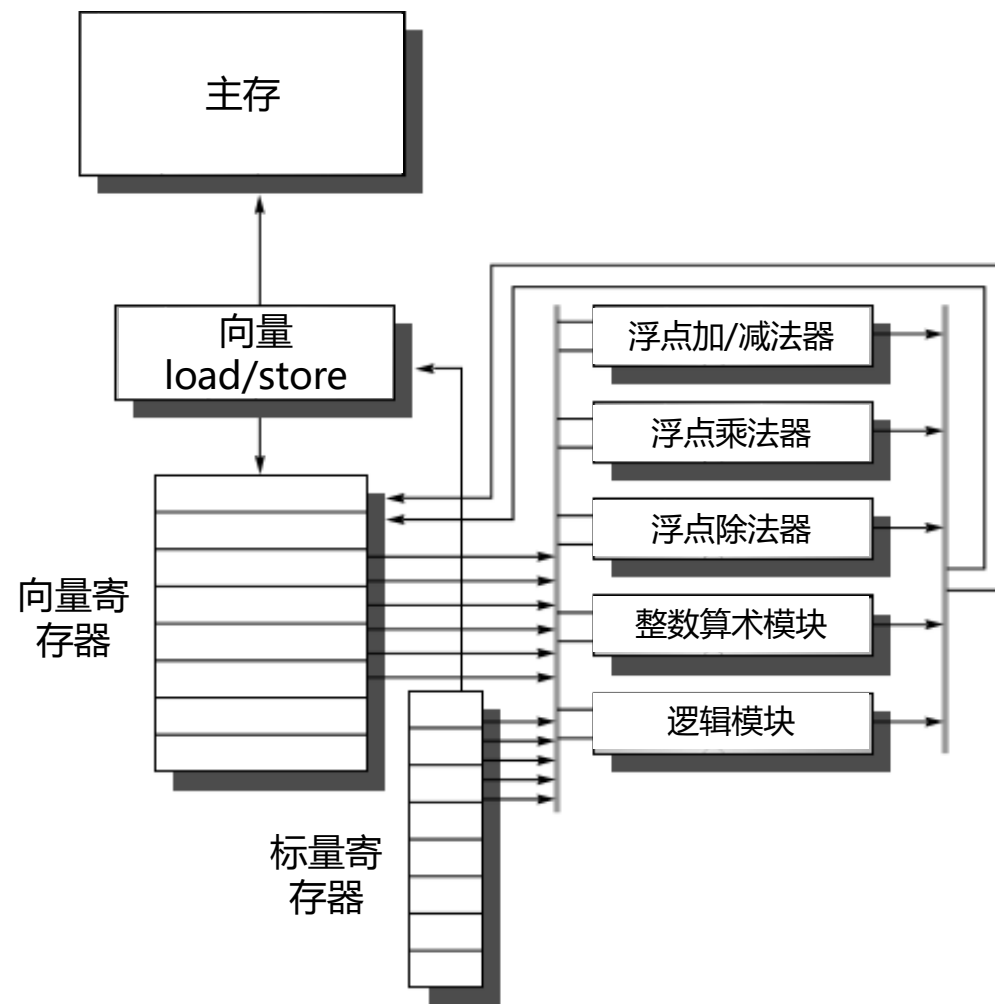 主存
向量
load/store
浮点加/减法器
浮点乘法器
浮点除法器
整数算术模块
逻辑模块
向量寄
存器
标量寄
存器